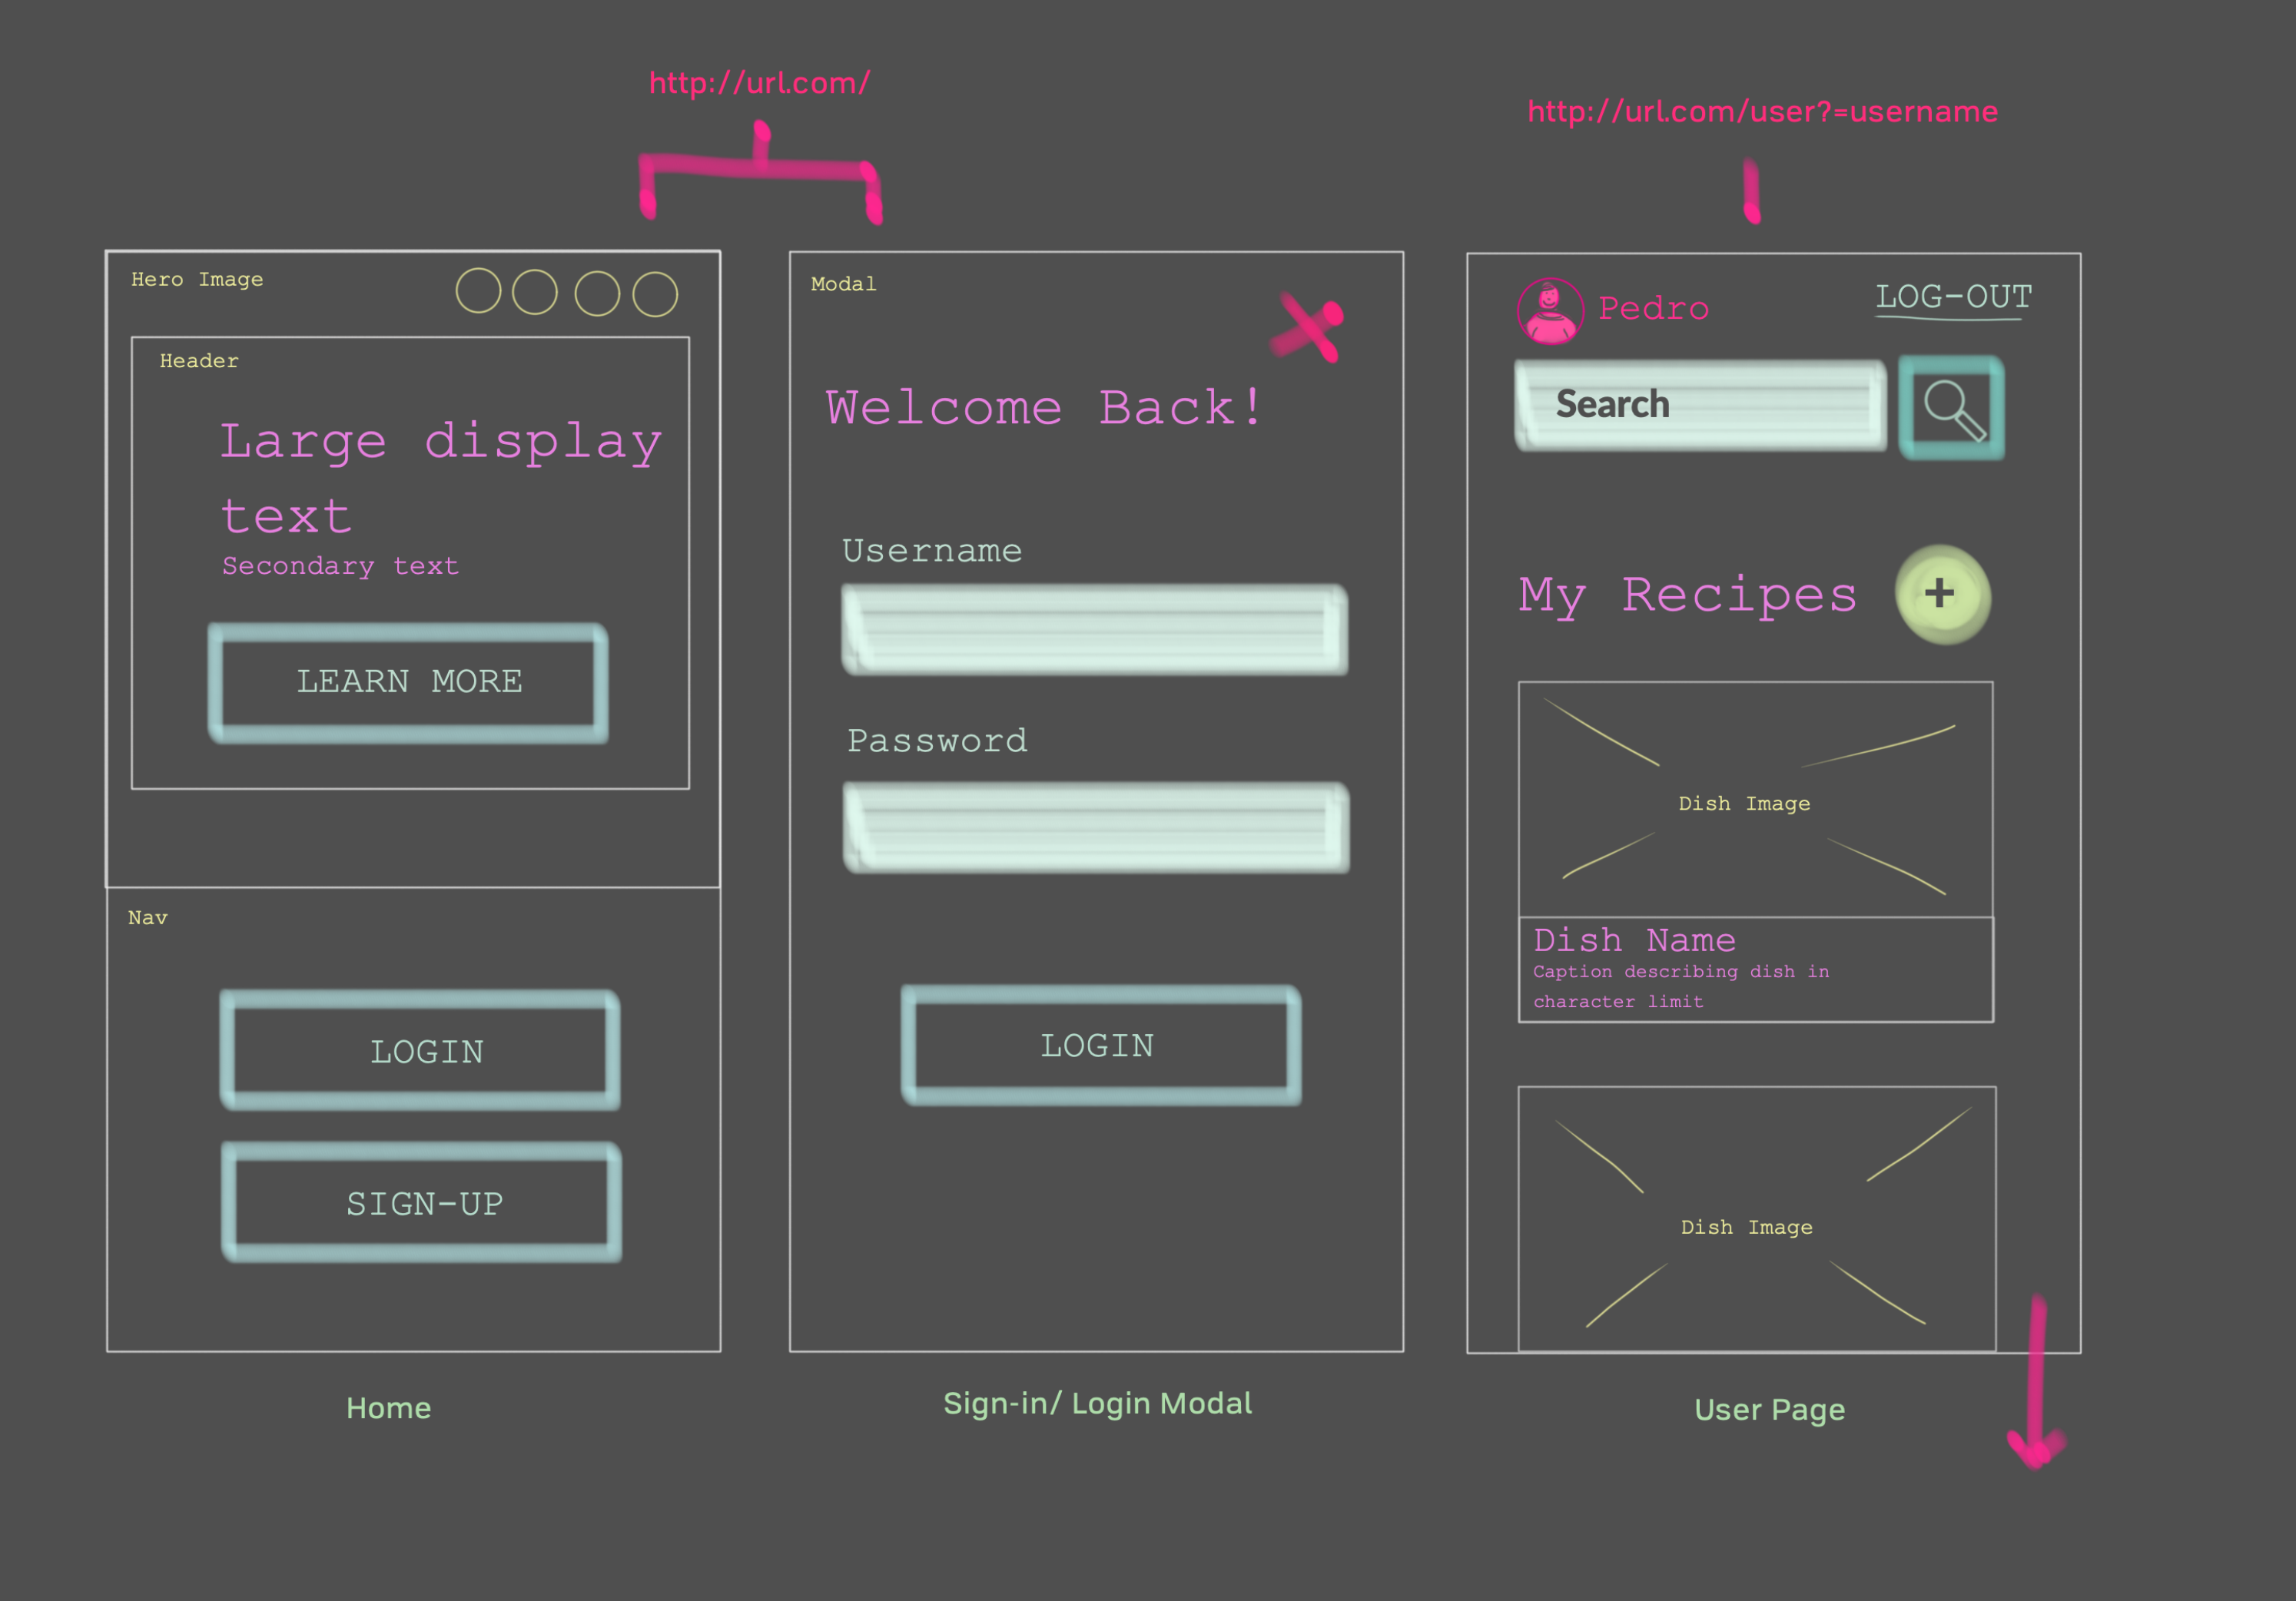 http://url.com/
http://url.com/user?=username
Hero Image
Header
Large display
text
Secondary text
LEARN MORE
Nav
LOGIN
SIGN-UP
Home
Modal
Welcome Back!
Username
Password
LOGIN
Sign-in/ Login Modal
Pedro
LOG-OUT
Search
My Recipes
+
Dish Image
Dish Name
Caption describing dish in
character limit
Dish Image
User Page